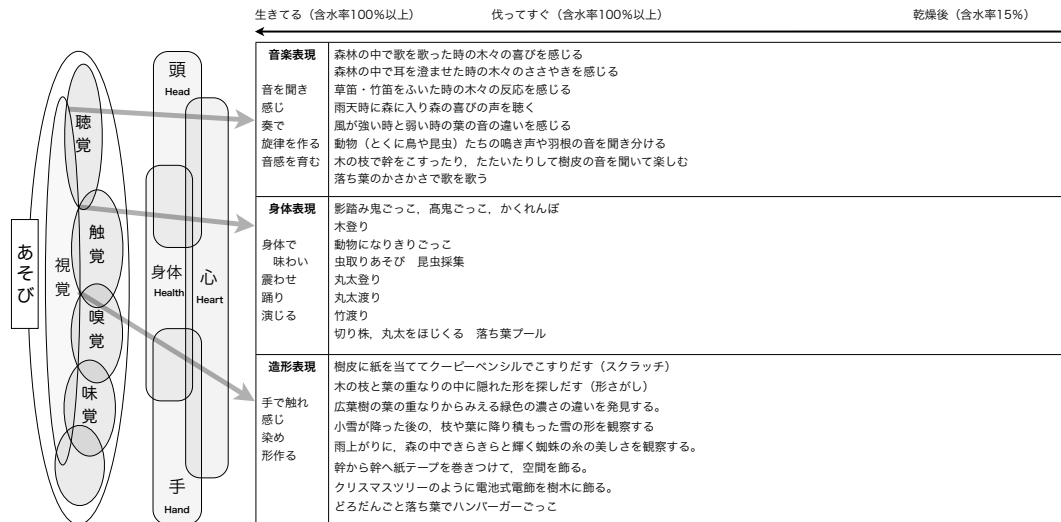 生きてる（含水率100％以上）
伐ってすぐ（含水率100％以上）
乾燥後（含水率15％）
あそび
視覚
聴覚
触覚
嗅覚
味覚
頭
Head
身体
Health
心
Heart
手
Hand
音楽表現
音を聞き
感じ
奏で
旋律を作る
音感を育む
森林の中で歌を歌った時の木々の喜びを感じる
森林の中で耳を澄ませた時の木々のささやきを感じる
草笛・竹笛をふいた時の木々の反応を感じる
雨天時に森に入り森の喜びの声を聴く
風が強い時と弱い時の葉の音の違いを感じる
動物（とくに鳥や昆虫）たちの鳴き声や羽根の音を聞き分ける
木の枝で幹をこすったり，たたいたりして樹皮の音を聞いて楽しむ
落ち葉のかさかさで歌を歌う
身体表現
身体で
味わい
震わせ
踊り
演じる
影踏み鬼ごっこ，髙鬼ごっこ，かくれんぼ
木登り
動物になりきりごっこ
虫取りあそび　昆虫採集
丸太登り
丸太渡り
竹渡り
切り株，丸太をほじくる　落ち葉プール
造形表現
手で触れ
感じ
染め
形作る
樹皮に紙を当ててクーピーペンシルでこすりだす（スクラッチ）
木の枝と葉の重なりの中に隠れた形を探しだす（形さがし）
広葉樹の葉の重なりからみえる緑色の濃さの違いを発見する。
小雪が降った後の，枝や葉に降り積もった雪の形を観察する
雨上がりに，森の中できらきらと輝く蜘蛛の糸の美しさを観察する。
幹から幹へ紙テープを巻きつけて，空間を飾る。
クリスマスツリーのように電池式電飾を樹木に飾る。
どろだんごと落ち葉でハンバーガーごっこ